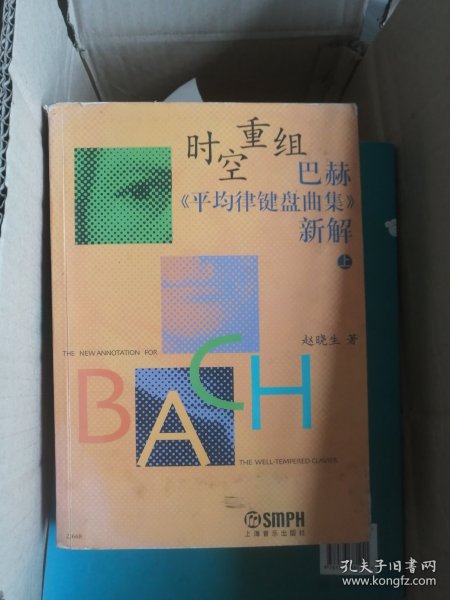 时空重组
巴赫
《平均律键盘曲集》
新解
上
赵晓生 著
THE NEW ANNOTATION FOR
BACH
THE WELL-TEMPERED CLAVIER
SMPH
上海音乐出版社
孔夫子旧书网
www.kongfz.com